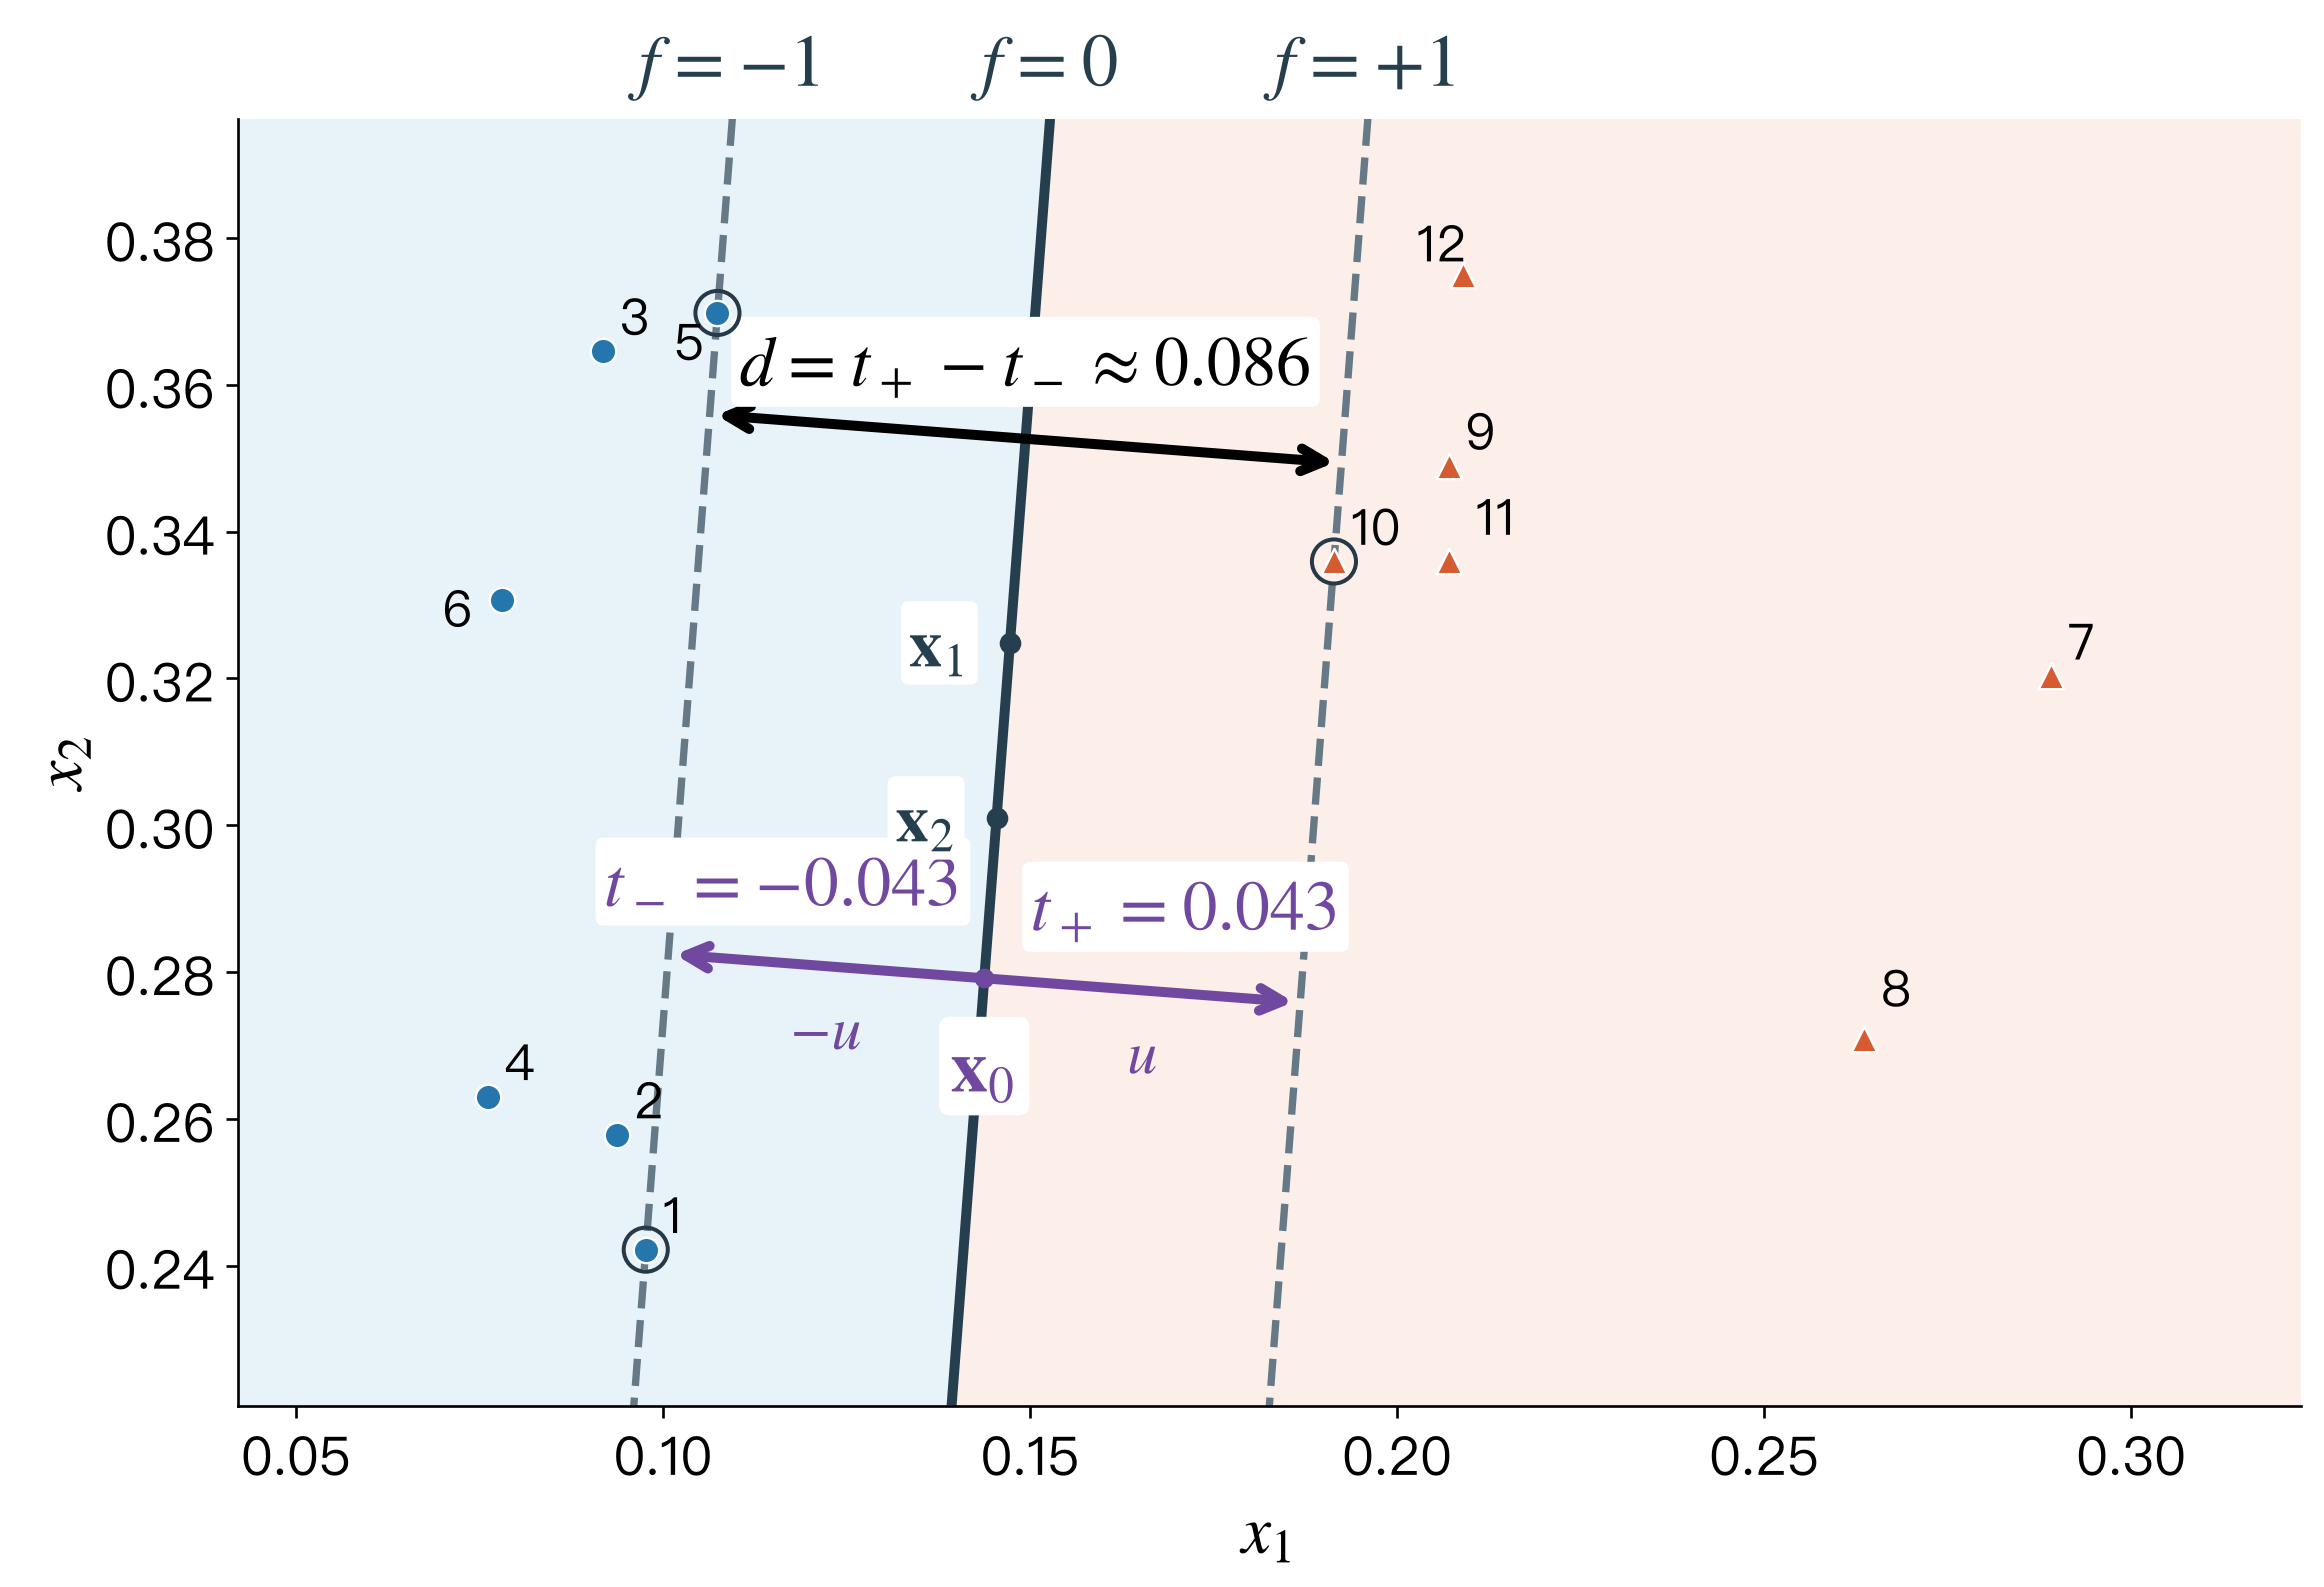 f = −1
f = 0
f = +1
0.38
12
3
5
d = t₊ − t₋ ≈ 0.086
0.36
9
0.34
10
11
6
x₁
7
0.32
x₂
0.30
t₋ = −0.043
t₊ = 0.043
0.28
8
−u
u
x₀
4
2
0.26
1
0.24
x₂
0.05 0.10 0.15 0.20 0.25 0.30
x₁